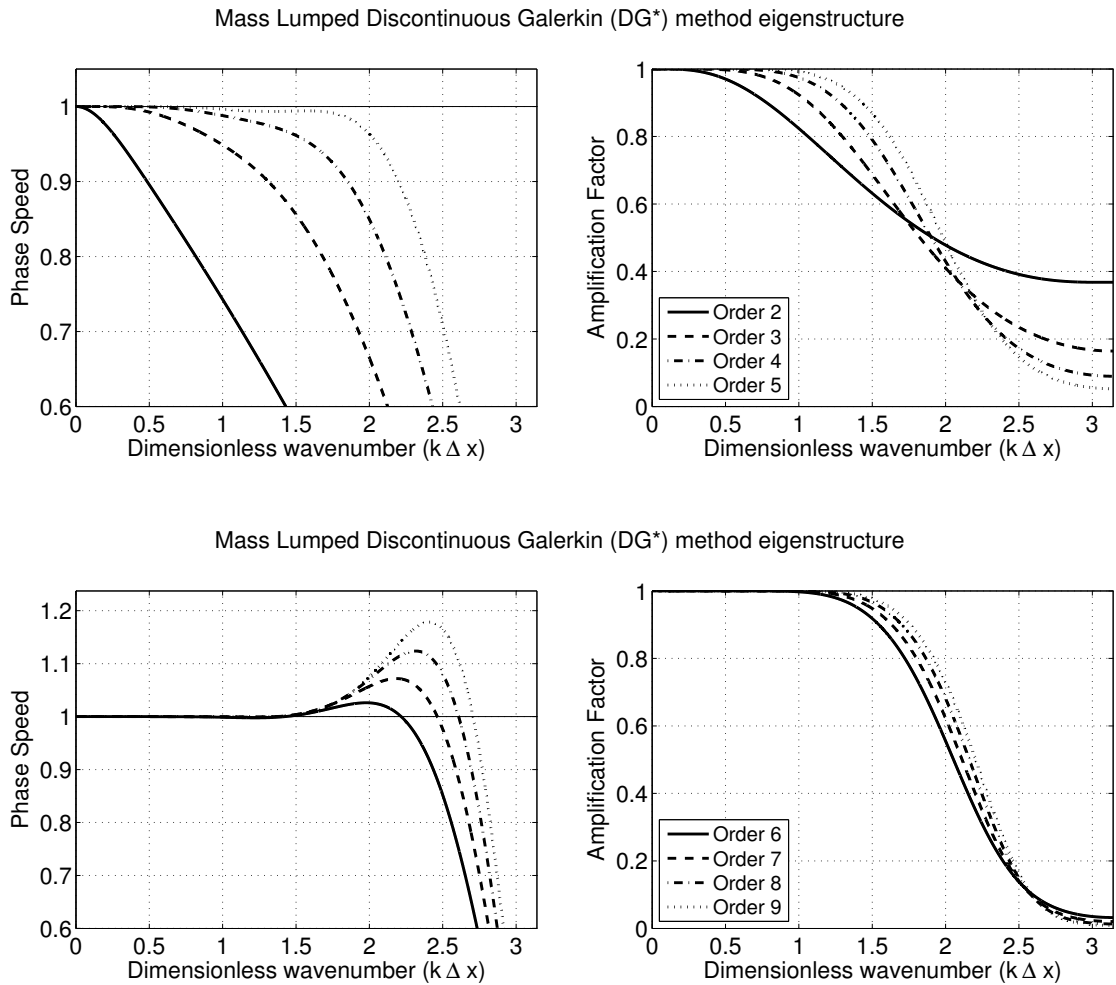 Mass Lumped Discontinuous Galerkin (DG*) method eigenstructure
Phase Speed
1
0.9
0.8
0.7
0.6
0 0.5 1 1.5 2 2.5 3
Dimensionless wavenumber (k Δ x)
Amplification Factor
1
0.8
0.6
0.4
0.2
0
Order 2
Order 3
Order 4
Order 5
0 0.5 1 1.5 2 2.5 3
Dimensionless wavenumber (k Δ x)
Mass Lumped Discontinuous Galerkin (DG*) method eigenstructure
Phase Speed
1.2
1.1
1
0.9
0.8
0.7
0.6
0 0.5 1 1.5 2 2.5 3
Dimensionless wavenumber (k Δ x)
Amplification Factor
1
0.8
0.6
0.4
0.2
0
Order 6
Order 7
Order 8
Order 9
0 0.5 1 1.5 2 2.5 3
Dimensionless wavenumber (k Δ x)